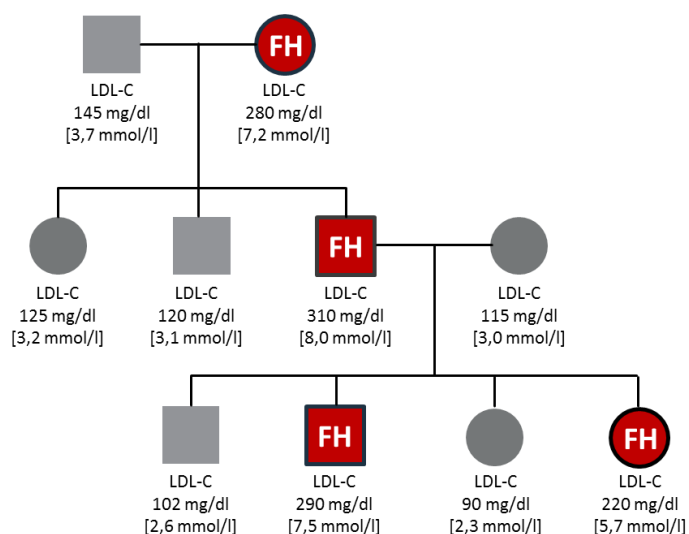 FH
LDL-C
145 mg/dl
[3,7 mmol/l]
LDL-C
280 mg/dl
[7,2 mmol/l]
FH
LDL-C
125 mg/dl
[3,2 mmol/l]
LDL-C
120 mg/dl
[3,1 mmol/l]
LDL-C
310 mg/dl
[8,0 mmol/l]
LDL-C
115 mg/dl
[3,0 mmol/l]
FH
FH
LDL-C
102 mg/dl
[2,6 mmol/l]
LDL-C
290 mg/dl
[7,5 mmol/l]
LDL-C
90 mg/dl
[2,3 mmol/l]
LDL-C
220 mg/dl
[5,7 mmol/l]